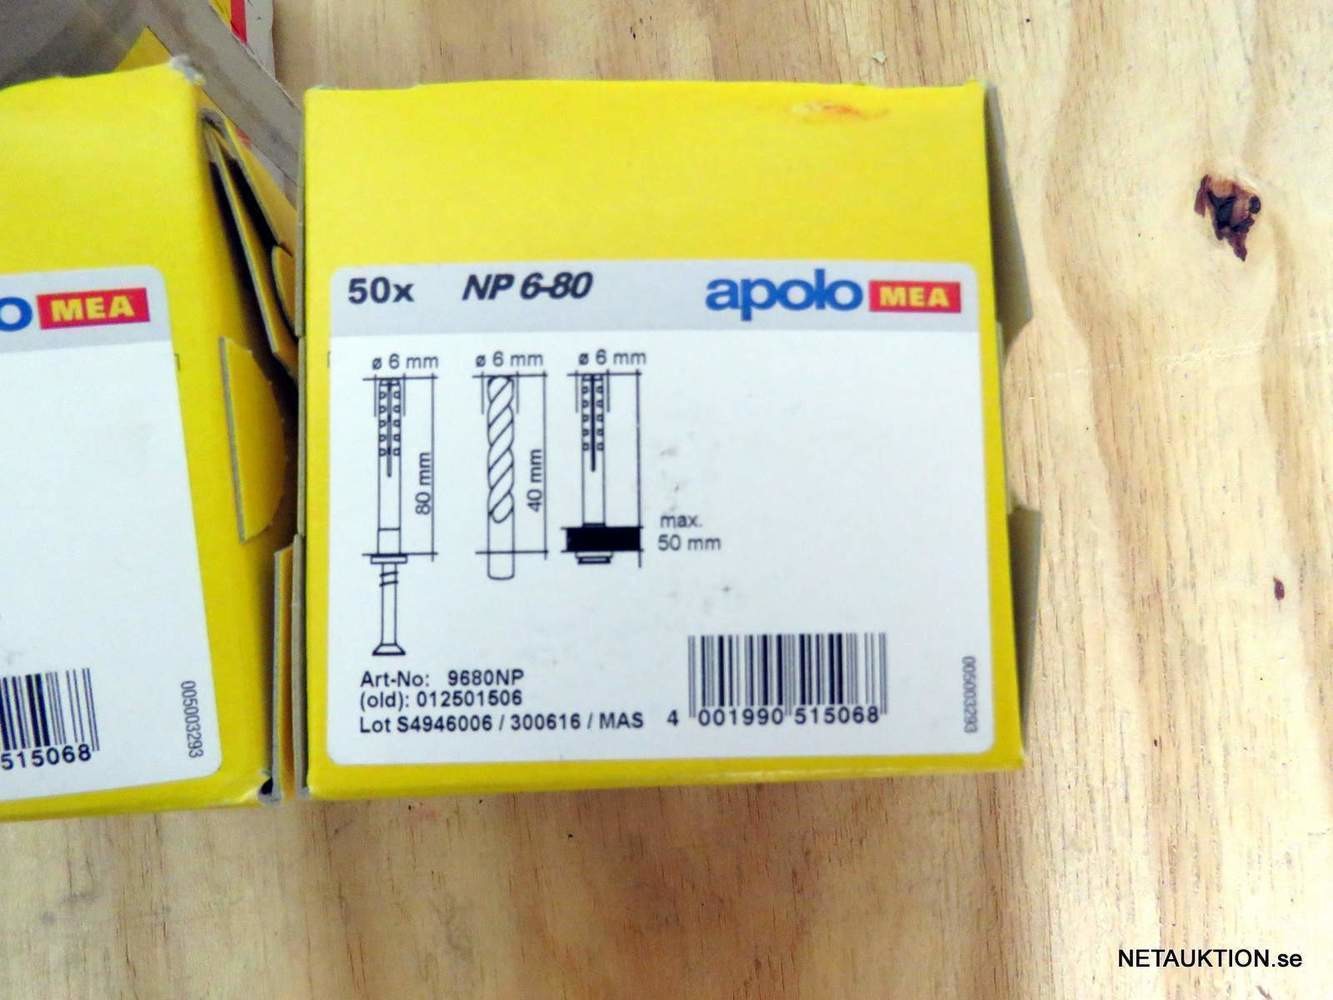 50x NP 6-80 apolo MEA
ø 6 mm ø 6 mm ø 6 mm
80 mm
40 mm
max.
50 mm
Art-No: 9680NP
(old): 012501506
Lot S4946006 / 300616 / MAS
4 001990 515068
005003293
o MEA
515068
005003293
NETAUKTION.se